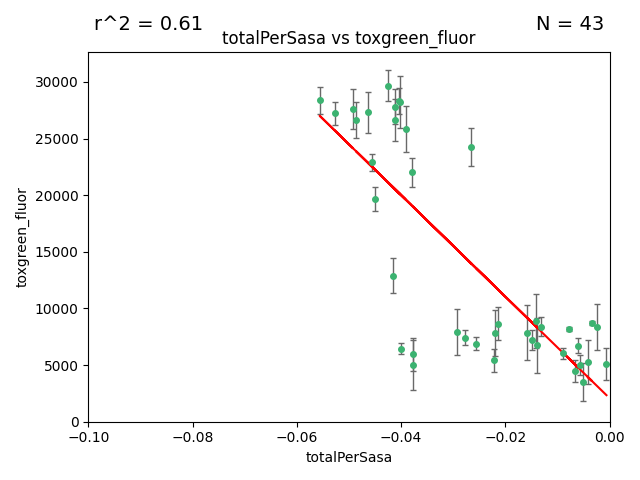 r^2 = 0.61
N = 43
totalPerSasa vs toxgreen_fluor
30000
25000
20000
15000
10000
5000
0
toxgreen_fluor
−0.10
−0.08
−0.06
−0.04
−0.02
0.00
totalPerSasa